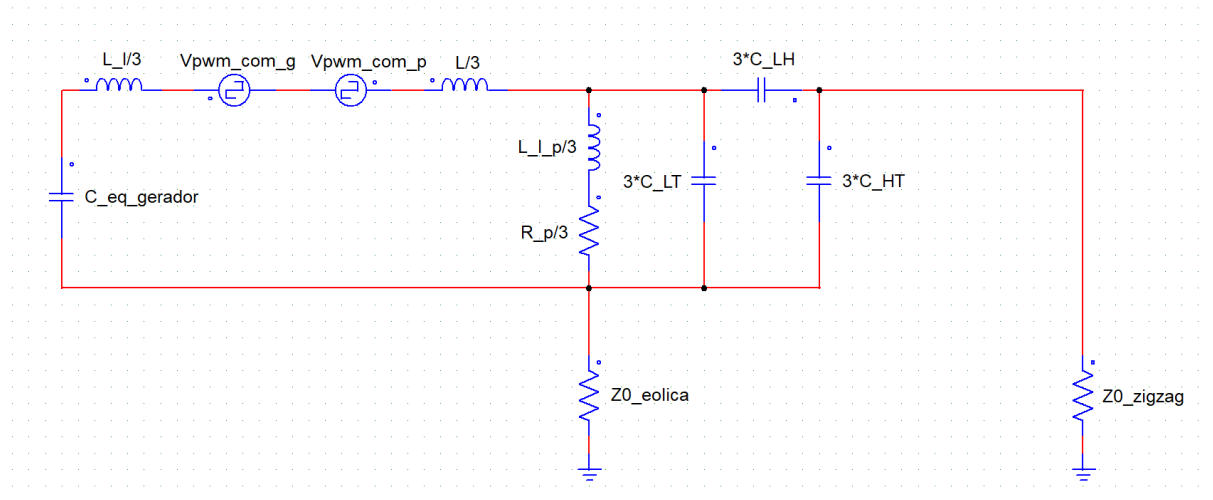 L_l/3
Vpwm_com_g
Vpwm_com_p
L/3
3*C_LH
L_l_p/3
3*C_LT
3*C_HT
C_eq_gerador
R_p/3
Z0_eolica
Z0_zigzag